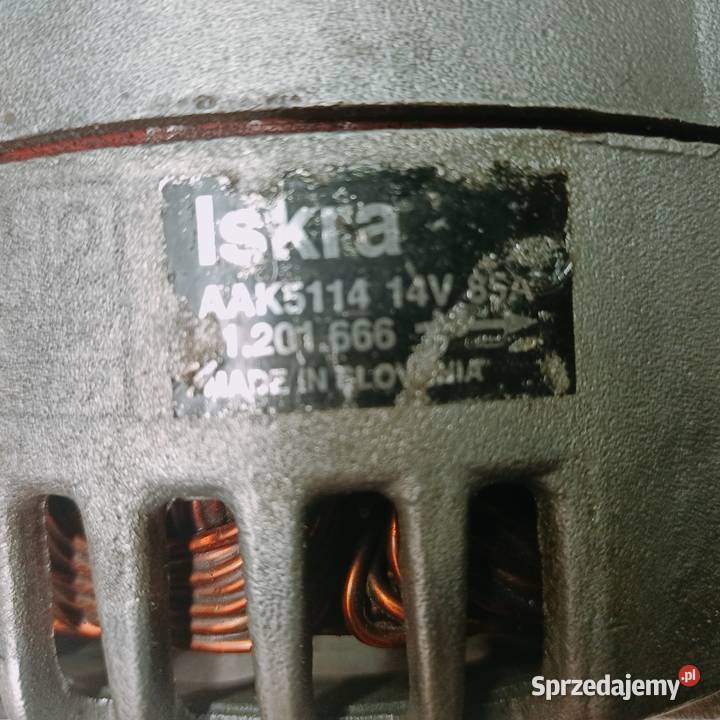 Iskra
AAK5114 14V 85A
1.201.666
MADE IN SLOVENIA
Sprzedajemy.pl